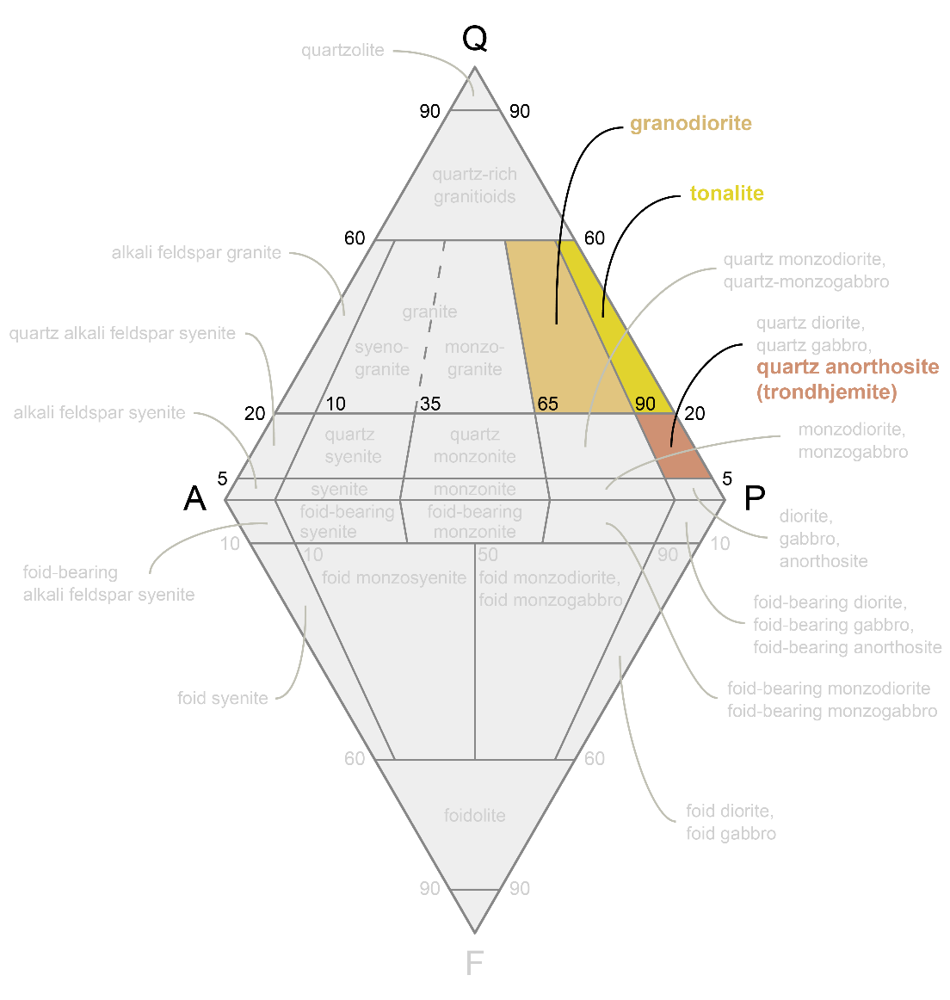 Q
quartzolite
90
90
granodiorite
quartz-rich
granitioids
tonalite
60
60
alkali feldspar granite
quartz monzodiorite,
quartz-monzogabbro
granite
quartz alkali feldspar syenite
quartz diorite,
quartz gabbro,
quartz anorthosite
(trondhjemite)
syeno-
granite
monzo-
granite
alkali feldspar syenite
20
10
35
65
90
20
quartz
syenite
quartz
monzonite
monzodiorite,
monzogabbro
5
5
syenite
monzonite
A
P
foid-bearing
syenite
foid-bearing
monzonite
diorite,
gabbro,
anorthosite
10
10
50
90
10
foid-bearing
alkali feldspar syenite
foid monzosyenite
foid monzodiorite,
foid monzogabbro
foid-bearing diorite,
foid-bearing gabbro,
foid-bearing anorthosite
foid syenite
foid-bearing monzodiorite
foid-bearing monzogabbro
60
60
foidolite
foid diorite,
foid gabbro
90
90
F